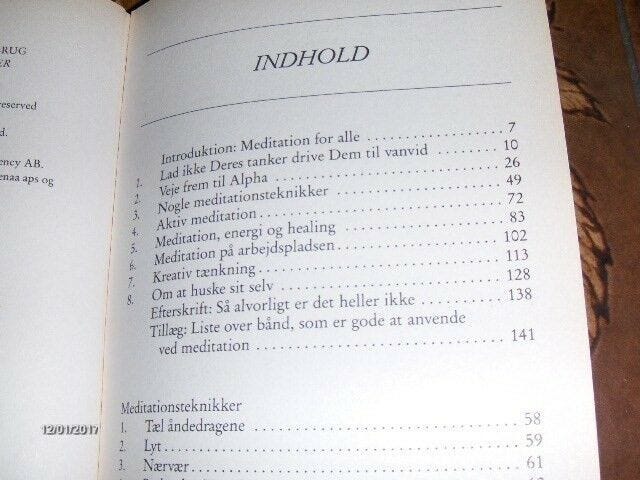 RUG
ER
reserved
d.
ency AB.
enaa aps og
INDHOLD
Introduktion: Meditation for alle .................. 7
1. Lad ikke Deres tanker drive Dem til vanvid ........ 10
2. Veje frem til Alpha ............................ 26
3. Nogle meditationsteknikker ...................... 49
4. Aktiv meditation ............................... 72
5. Meditation, energi og healing ................... 83
6. Meditation på arbejdspladsen .................... 102
7. Kreativ tænkning ............................... 113
8. Om at huske sit selv ........................... 128
Efterskrift: Så alvorligt er det heller ikke ......... 138
Tillæg: Liste over bånd, som er gode at anvende
ved meditation ................................ 141
Meditationsteknikker
1. Tæl åndedragene ............................... 58
2. Lyt .......................................... 59
3. Nærvær ....................................... 61
12/01/2017